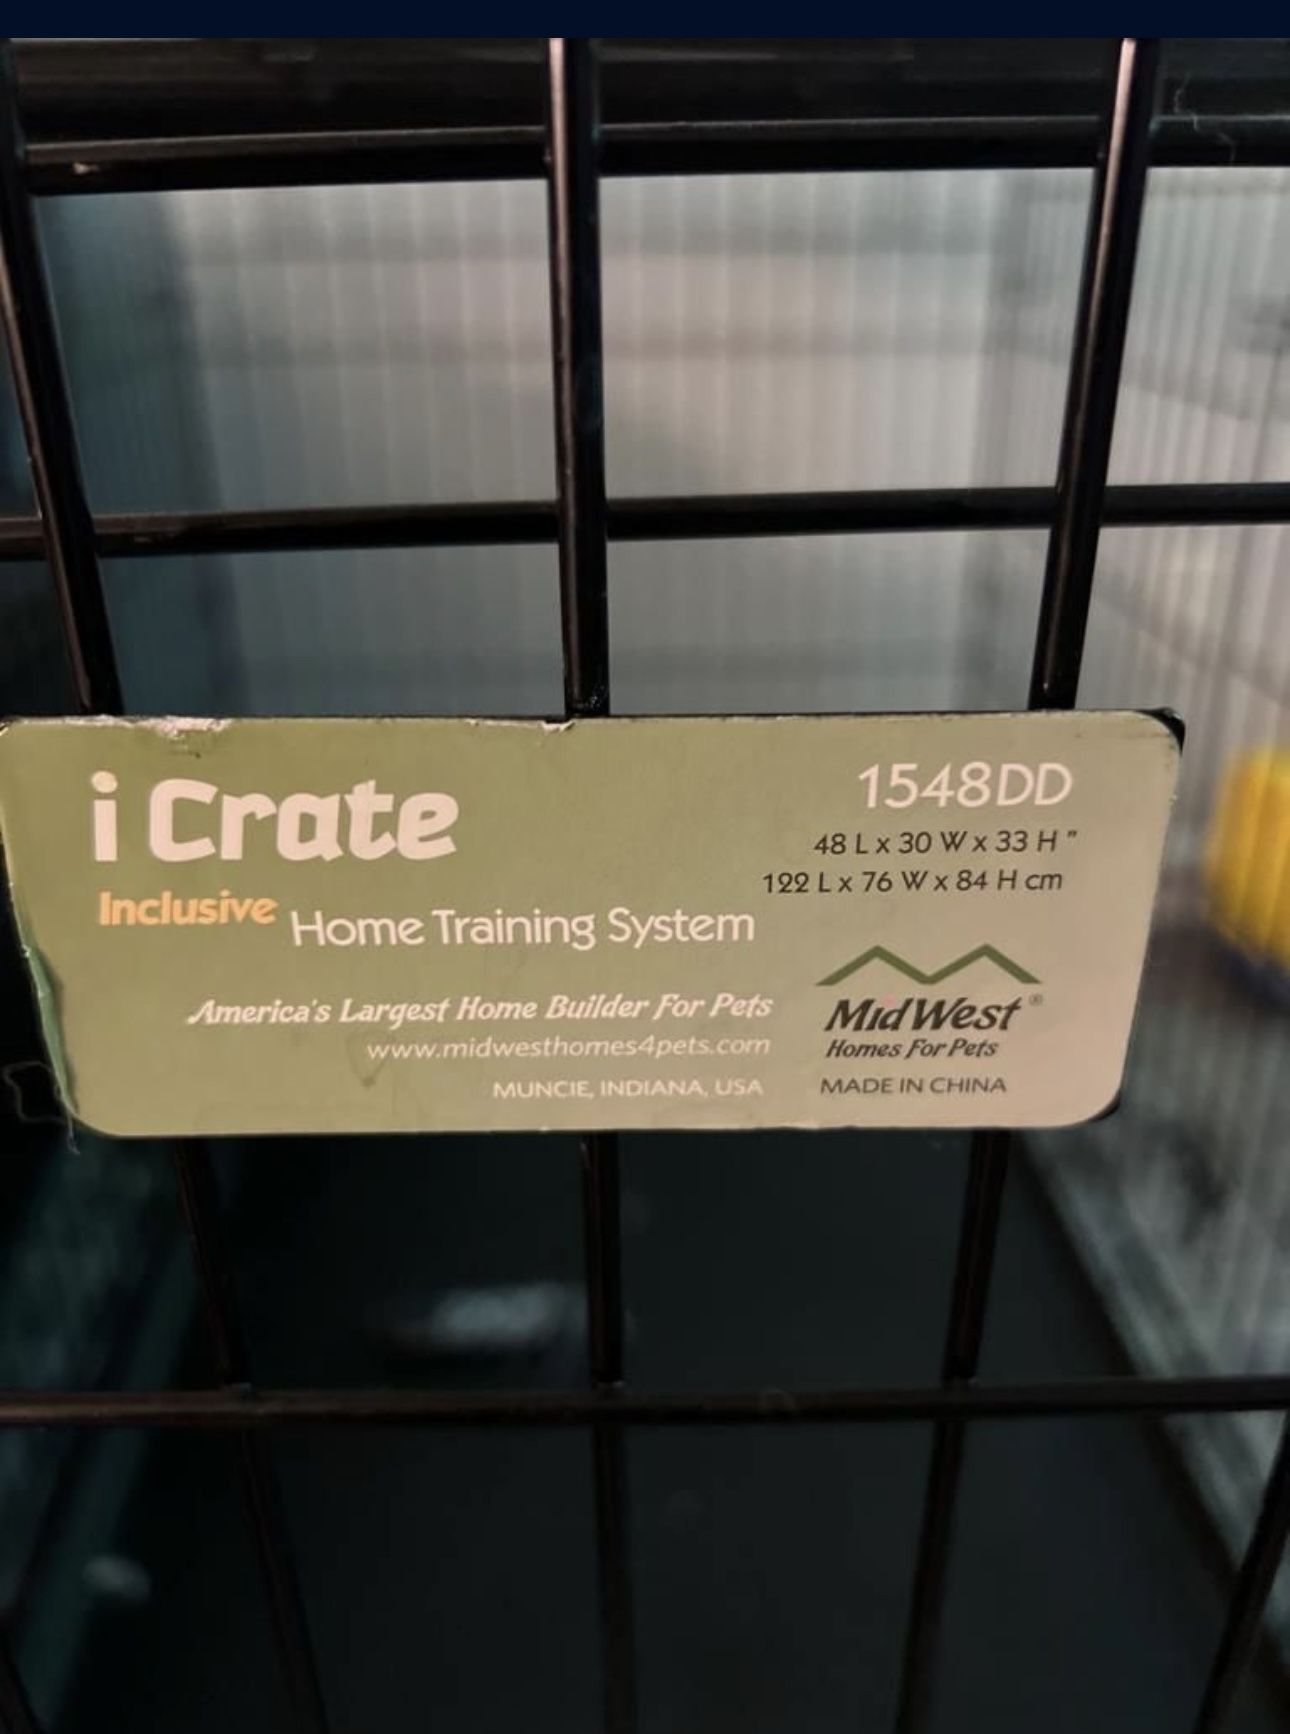 i Crate
Inclusive Home Training System
1548DD
48 L x 30 W x 33 H "
122 L x 76 W x 84 H cm
America's Largest Home Builder For Pets
www.midwesthomes4pets.com
MUNCIE, INDIANA, USA
MidWest ®
Homes For Pets
MADE IN CHINA